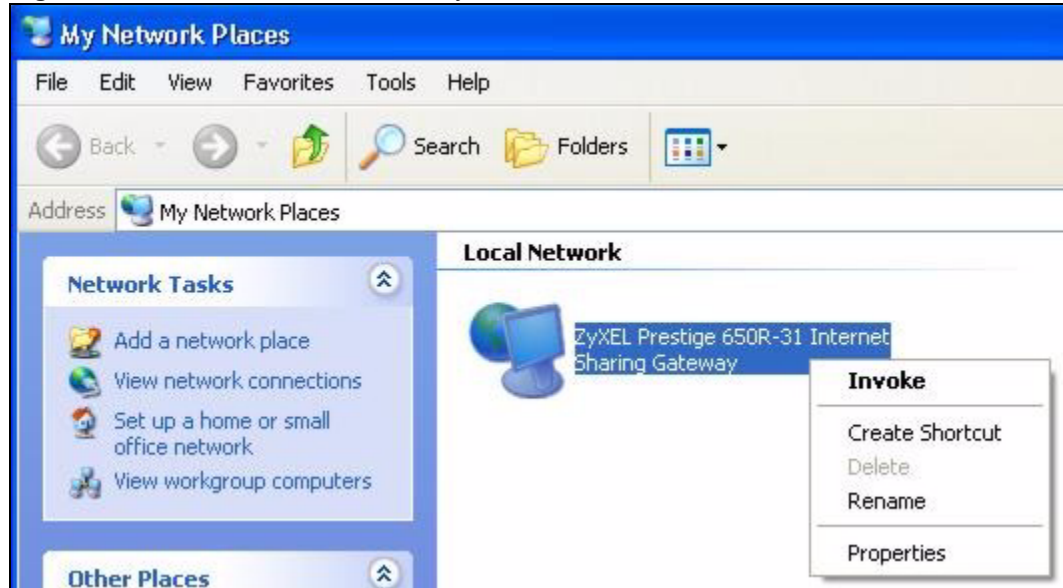 My Network Places
File Edit View Favorites Tools Help
Back Search Folders
Address My Network Places
Network Tasks
Add a network place
View network connections
Set up a home or small
office network
View workgroup computers
Other Places
Local Network
ZyXEL Prestige 650R-31 Internet
Sharing Gateway
Invoke
Create Shortcut
Delete
Rename
Properties